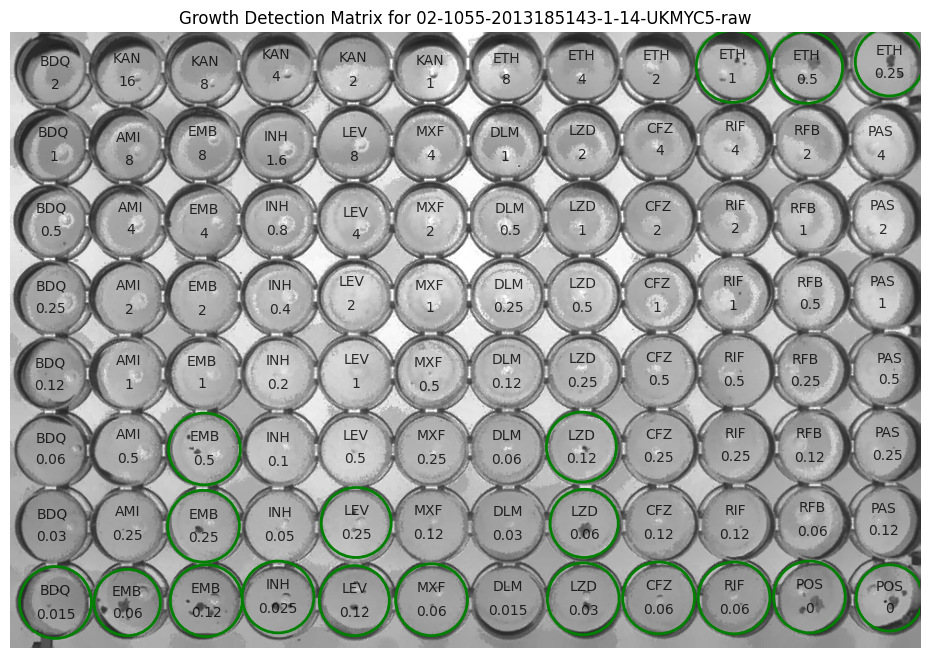 Growth Detection Matrix for 02-1055-2013185143-1-14-UKMYC5-raw
BDQ KAN KAN KAN KAN KAN ETH ETH ETH ETH ETH ETH
2 16 8 4 2 1 8 4 2 1 0.5 0.25
BDQ AMI EMB INH LEV MXF DLM LZD CFZ RIF RFB PAS
1 8 8 1.6 8 4 1 2 4 4 2 4
BDQ AMI EMB INH LEV MXF DLM LZD CFZ RIF RFB PAS
0.5 4 4 0.8 4 2 0.5 1 2 2 1 2
BDQ AMI EMB INH LEV MXF DLM LZD CFZ RIF RFB PAS
0.25 2 2 0.4 2 1 0.25 0.5 1 1 0.5 1
BDQ AMI EMB INH LEV MXF DLM LZD CFZ RIF RFB PAS
0.12 1 1 0.2 1 0.5 0.12 0.25 0.5 0.5 0.25 0.5
BDQ AMI EMB INH LEV MXF DLM LZD CFZ RIF RFB PAS
0.06 0.5 0.5 0.1 0.5 0.25 0.06 0.12 0.25 0.25 0.12 0.25
BDQ AMI EMB INH LEV MXF DLM LZD CFZ RIF RFB PAS
0.03 0.25 0.25 0.05 0.25 0.12 0.03 0.06 0.12 0.12 0.06 0.12
BDQ EMB EMB INH LEV MXF DLM LZD CFZ RIF POS POS
0.015 0.06 0.12 0.025 0.12 0.06 0.015 0.03 0.06 0.06 0 0